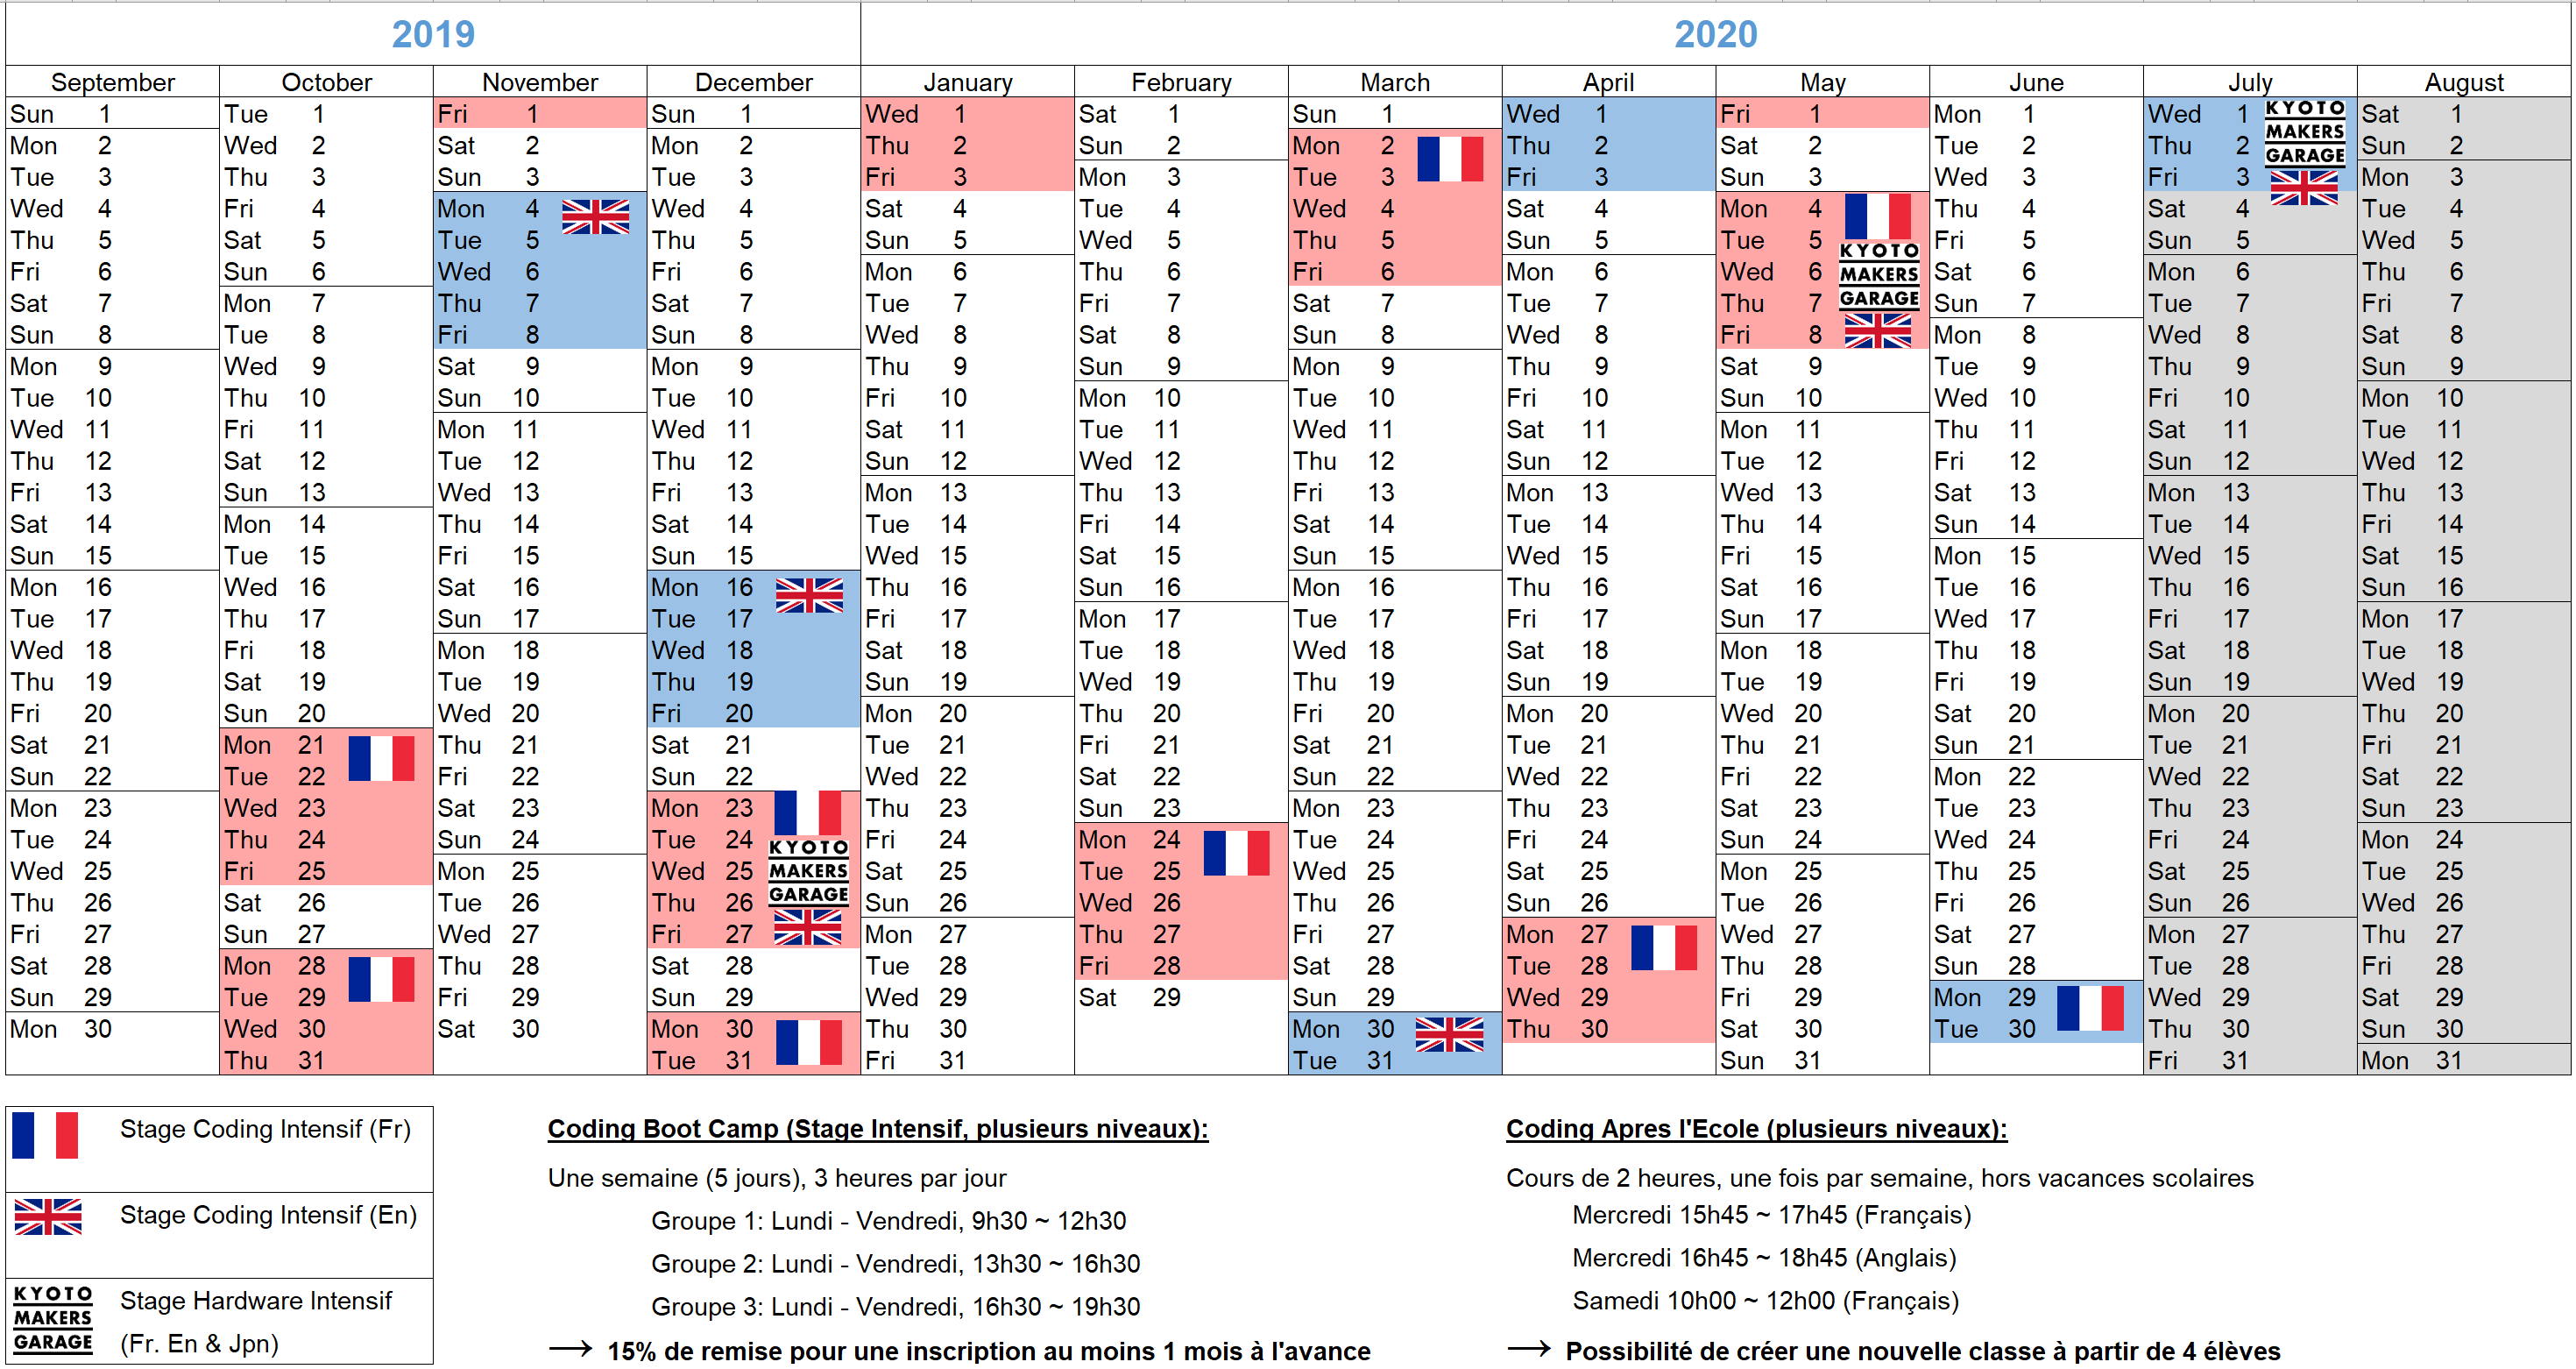 2019 2020
September October November December January February March April May June July August
Sun 1 Tue 1 Fri 1 Sun 1 Wed 1 Sat 1 Sun 1 Wed 1 Fri 1 Mon 1 Wed 1 KYOTO Sat 1
Mon 2 Wed 2 Sat 2 Mon 2 Thu 2 Sun 2 Mon 2 Thu 2 Sat 2 Tue 2 Thu 2 MAKERS Sun 2
Tue 3 Thu 3 Sun 3 Tue 3 Fri 3 Mon 3 Tue 3 Fri 3 Sun 3 Wed 3 Fri 3 GARAGE Mon 3
Wed 4 Fri 4 Mon 4 Wed 4 Sat 4 Tue 4 Wed 4 Sat 4 Mon 4 Thu 4 Sat 4 Tue 4
Thu 5 Sat 5 Tue 5 Thu 5 Sun 5 Wed 5 Thu 5 Sun 5 Tue 5 KYOTO Fri 5 Sun 5 Wed 5
Fri 6 Sun 6 Wed 6 Fri 6 Mon 6 Thu 6 Fri 6 Mon 6 Wed 6 MAKERS Sat 6 Mon 6 Thu 6
Sat 7 Mon 7 Thu 7 Sat 7 Tue 7 Fri 7 Sat 7 Tue 7 Thu 7 GARAGE Sun 7 Tue 7 Fri 7
Sun 8 Tue 8 Fri 8 Sun 8 Wed 8 Sat 8 Sun 8 Wed 8 Fri 8 Mon 8 Wed 8 Sat 8
Mon 9 Wed 9 Sat 9 Mon 9 Thu 9 Sun 9 Mon 9 Thu 9 Sat 9 Tue 9 Thu 9 Sun 9
Tue 10 Thu 10 Sun 10 Tue 10 Fri 10 Mon 10 Tue 10 Fri 10 Sun 10 Wed 10 Fri 10 Mon 10
Wed 11 Fri 11 Mon 11 Wed 11 Sat 11 Tue 11 Wed 11 Sat 11 Mon 11 Thu 11 Sat 11 Tue 11
Thu 12 Sat 12 Tue 12 Thu 12 Sun 12 Wed 12 Thu 12 Sun 12 Tue 12 Fri 12 Sun 12 Wed 12
Fri 13 Sun 13 Wed 13 Fri 13 Mon 13 Thu 13 Fri 13 Mon 13 Wed 13 Sat 13 Mon 13 Thu 13
Sat 14 Mon 14 Thu 14 Sat 14 Tue 14 Fri 14 Sat 14 Tue 14 Thu 14 Sun 14 Tue 14 Fri 14
Sun 15 Tue 15 Fri 15 Sun 15 Wed 15 Sat 15 Sun 15 Wed 15 Fri 15 Mon 15 Wed 15 Sat 15
Mon 16 Wed 16 Sat 16 Mon 16 Thu 16 Sun 16 Mon 16 Thu 16 Sat 16 Tue 16 Thu 16 Sun 16
Tue 17 Thu 17 Sun 17 Tue 17 Fri 17 Mon 17 Tue 17 Fri 17 Sun 17 Wed 17 Fri 17 Mon 17
Wed 18 Fri 18 Mon 18 Wed 18 Sat 18 Tue 18 Wed 18 Sat 18 Mon 18 Thu 18 Sat 18 Tue 18
Thu 19 Sat 19 Tue 19 Thu 19 Sun 19 Wed 19 Thu 19 Sun 19 Tue 19 Fri 19 Sun 19 Wed 19
Fri 20 Sun 20 Wed 20 Fri 20 Mon 20 Thu 20 Fri 20 Mon 20 Wed 20 Sat 20 Mon 20 Thu 20
Sat 21 Mon 21 Thu 21 Sat 21 Tue 21 Fri 21 Sat 21 Tue 21 Thu 21 Sun 21 Tue 21 Fri 21
Sun 22 Tue 22 Fri 22 Sun 22 Wed 22 Sat 22 Sun 22 Wed 22 Fri 22 Mon 22 Wed 22 Sat 22
Mon 23 Wed 23 Sat 23 Mon 23 Thu 23 Sun 23 Mon 23 Thu 23 Sat 23 Tue 23 Thu 23 Sun 23
Tue 24 Thu 24 Sun 24 Tue 24 KYOTO Fri 24 Mon 24 Tue 24 Fri 24 Sun 24 Wed 24 Fri 24 Mon 24
Wed 25 Fri 25 Mon 25 Wed 25 MAKERS Sat 25 Tue 25 Wed 25 Sat 25 Mon 25 Thu 25 Sat 25 Tue 25
Thu 26 Sat 26 Tue 26 Thu 26 GARAGE Sun 26 Wed 26 Thu 26 Sun 26 Tue 26 Fri 26 Sun 26 Wed 26
Fri 27 Sun 27 Wed 27 Fri 27 Mon 27 Thu 27 Fri 27 Mon 27 Wed 27 Sat 27 Mon 27 Thu 27
Sat 28 Mon 28 Thu 28 Sat 28 Tue 28 Fri 28 Sat 28 Tue 28 Thu 28 Sun 28 Tue 28 Fri 28
Sun 29 Tue 29 Fri 29 Sun 29 Wed 29 Sat 29 Sun 29 Wed 29 Fri 29 Mon 29 Wed 29 Sat 29
Mon 30 Wed 30 Sat 30 Mon 30 Thu 30 Mon 30 Thu 30 Sat 30 Tue 30 Thu 30 Sun 30
Thu 31 Tue 31 Fri 31 Tue 31 Sun 31 Fri 31 Mon 31
Stage Coding Intensif (Fr)
Stage Coding Intensif (En)
KYOTO
MAKERS
GARAGE
Stage Hardware Intensif
(Fr. En & Jpn)
Coding Boot Camp (Stage Intensif, plusieurs niveaux):
Une semaine (5 jours), 3 heures par jour
Groupe 1: Lundi - Vendredi, 9h30 ~ 12h30
Groupe 2: Lundi - Vendredi, 13h30 ~ 16h30
Groupe 3: Lundi - Vendredi, 16h30 ~ 19h30
→ 15% de remise pour une inscription au moins 1 mois à l'avance
Coding Apres l'Ecole (plusieurs niveaux):
Cours de 2 heures, une fois par semaine, hors vacances scolaires
Mercredi 15h45 ~ 17h45 (Français)
Mercredi 16h45 ~ 18h45 (Anglais)
Samedi 10h00 ~ 12h00 (Français)
→ Possibilité de créer une nouvelle classe à partir de 4 élèves